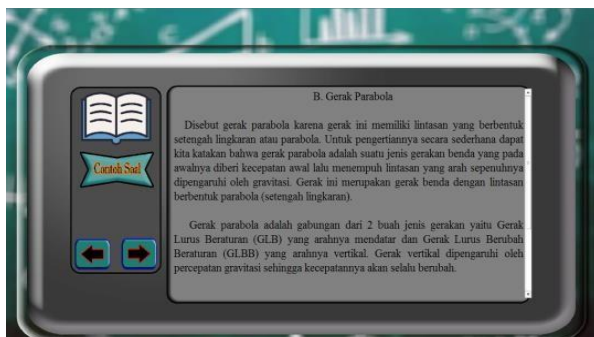 B. Gerak Parabola
Disebut gerak parabola karena gerak ini memiliki lintasan yang berbentuk
setengah lingkaran atau parabola. Untuk pengertiannya secara sederhana dapat
kita katakan bahwa gerak parabola adalah suatu jenis gerakan benda yang pada
awalnya diberi kecepatan awal lalu menempuh lintasan yang arah sepenuhnya
dipengaruhi oleh gravitasi. Gerak ini merupakan gerak benda dengan lintasan
berbentuk parabola (setengah lingkaran).
Contoh Soal
Gerak parabola adalah gabungan dari 2 buah jenis gerakan yaitu Gerak
Lurus Beraturan (GLB) yang arahnya mendatar dan Gerak Lurus Berubah
Beraturan (GLBB) yang arahnya vertikal. Gerak vertikal dipengaruhi oleh
percepatan gravitasi sehingga kecepatannya akan selalu berubah.